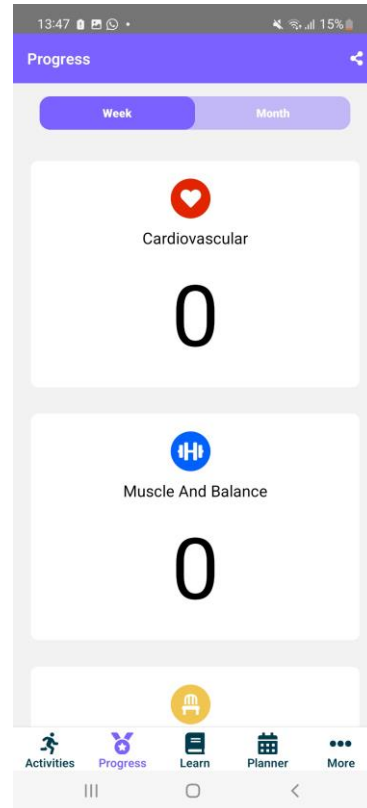 13:47 15%
Progress
Week Month
Cardiovascular
0
Muscle And Balance
0
Activities Progress Learn Planner More